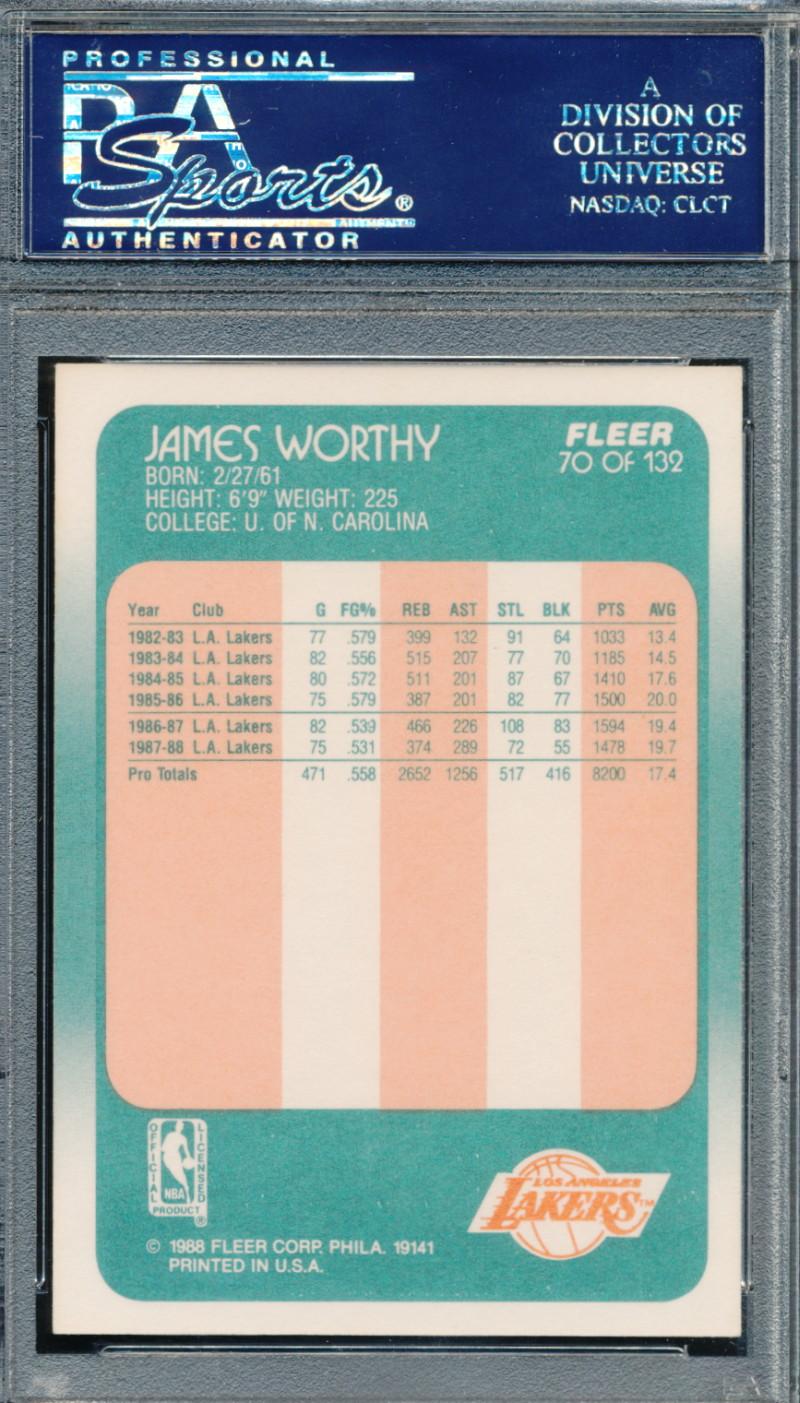 PROFESSIONAL
PSA
Sports®
AUTHENTICATOR
A
DIVISION OF
COLLECTORS
UNIVERSE
NASDAQ: CLCT
JAMES WORTHY
BORN: 2/27/61
HEIGHT: 6'9" WEIGHT: 225
COLLEGE: U. OF N. CAROLINA
FLEER
70 OF 132
Year Club G FG% REB AST STL BLK PTS AVG
1982-83 L.A. Lakers 77 .579 399 132 91 64 1033 13.4
1983-84 L.A. Lakers 82 .556 515 207 77 70 1185 14.5
1984-85 L.A. Lakers 80 .572 511 201 87 67 1410 17.6
1985-86 L.A. Lakers 75 .579 387 201 82 77 1500 20.0
1986-87 L.A. Lakers 82 .539 466 226 108 83 1594 19.4
1987-88 L.A. Lakers 75 .531 374 289 72 55 1478 19.7
Pro Totals 471 .558 2652 1256 517 416 8200 17.4
OFFICIAL
LICENSED
NBA
PRODUCT
®
LOS ANGELES
LAKERS™
© 1988 FLEER CORP. PHILA. 19141
PRINTED IN U.S.A.